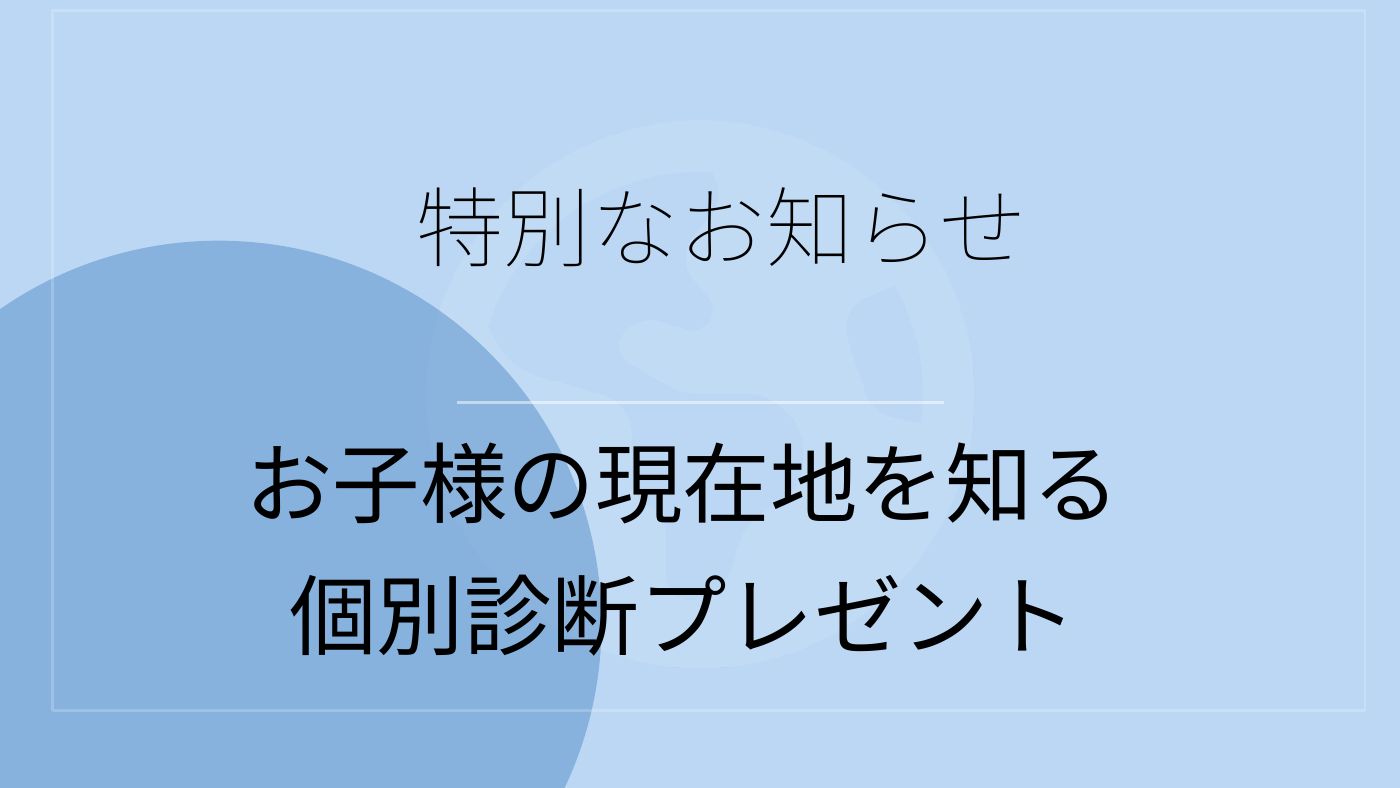 特別なお知らせ
お子様の現在地を知る
個別診断プレゼント